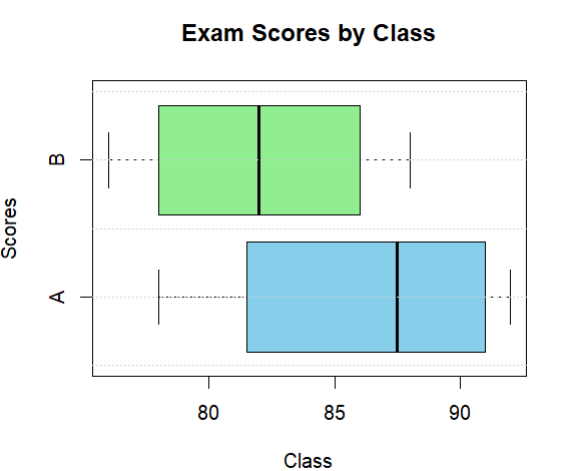 Exam Scores by Class
Scores
B
A
80 85 90
Class